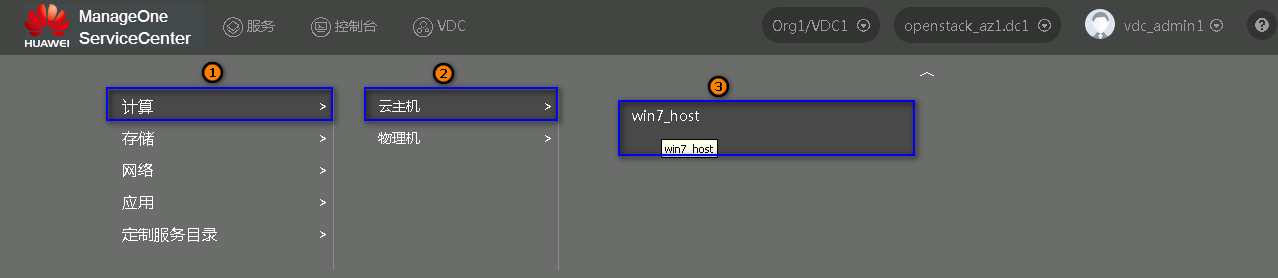 HUAWEI
ManageOne
ServiceCenter
服务
控制台
VDC
Org1/VDC1
openstack_az1.dc1
vdc_admin1
?
1
2
3
计算 >
存储 >
网络 >
应用 >
定制服务目录 >
云主机 >
物理机 >
win7_host
win7_host